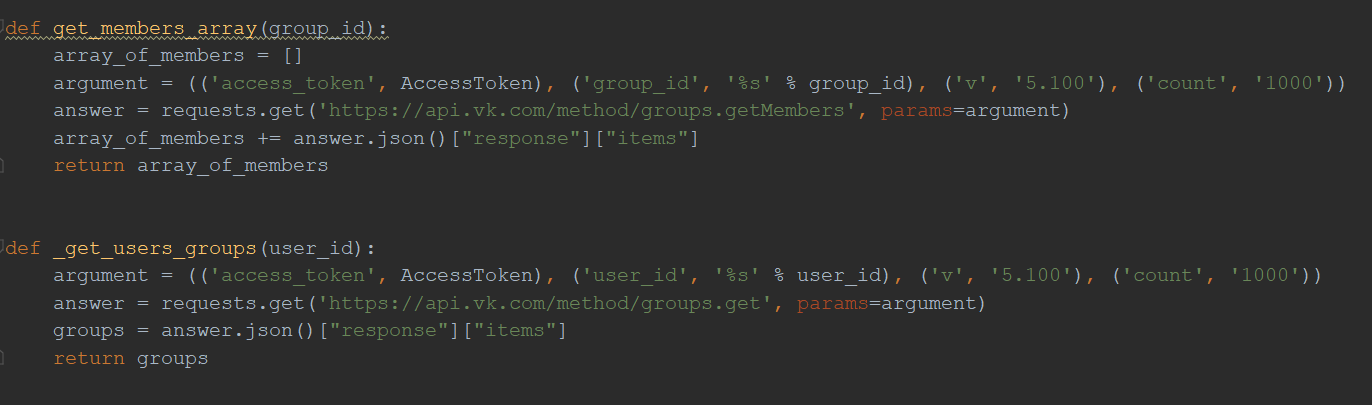 def get_members_array(group_id):
    array_of_members = []
    argument = (('access_token', AccessToken), ('group_id', '%s' % group_id), ('v', '5.100'), ('count', '1000'))
    answer = requests.get('https://api.vk.com/method/groups.getMembers', params=argument)
    array_of_members += answer.json()["response"]["items"]
    return array_of_members
def _get_users_groups(user_id):
    argument = (('access_token', AccessToken), ('user_id', '%s' % user_id), ('v', '5.100'), ('count', '1000'))
    answer = requests.get('https://api.vk.com/method/groups.get', params=argument)
    groups = answer.json()["response"]["items"]
    return groups